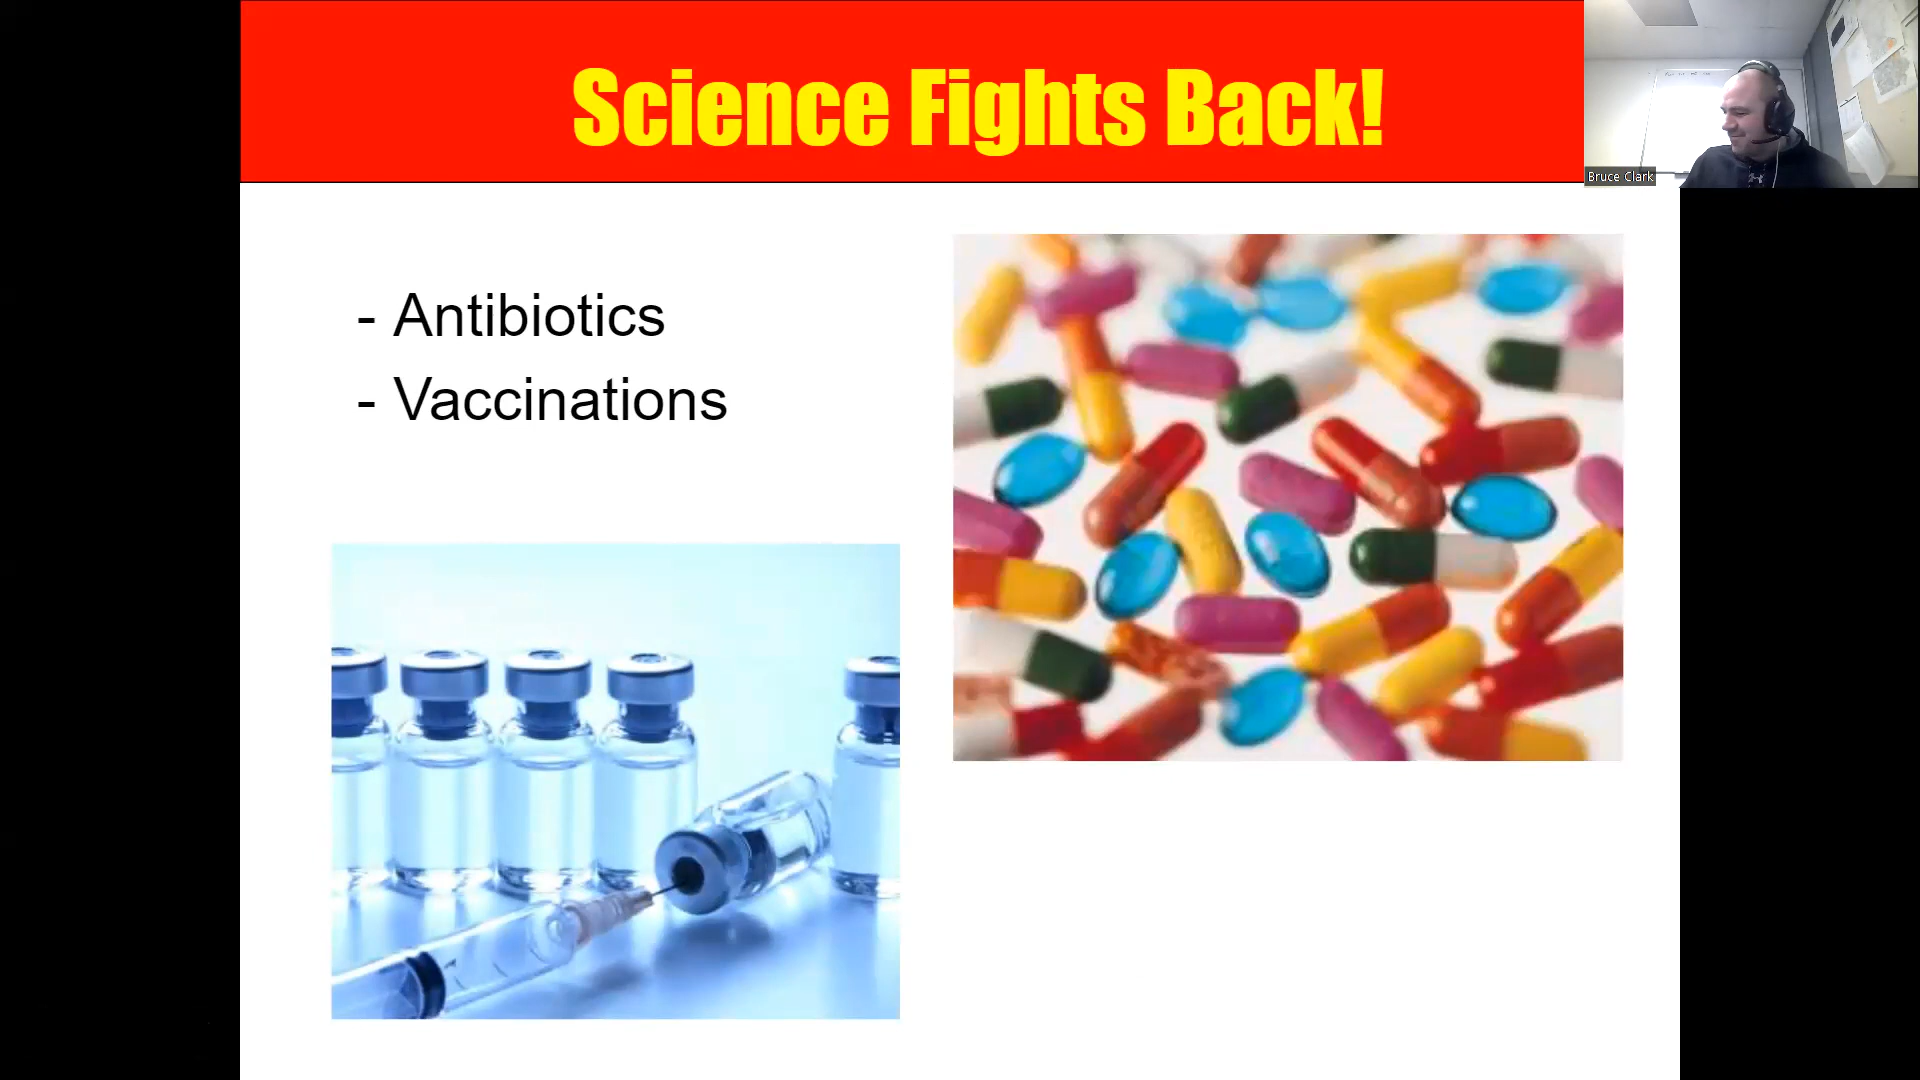 Science Fights Back!
Bruce Clark
- Antibiotics
- Vaccinations